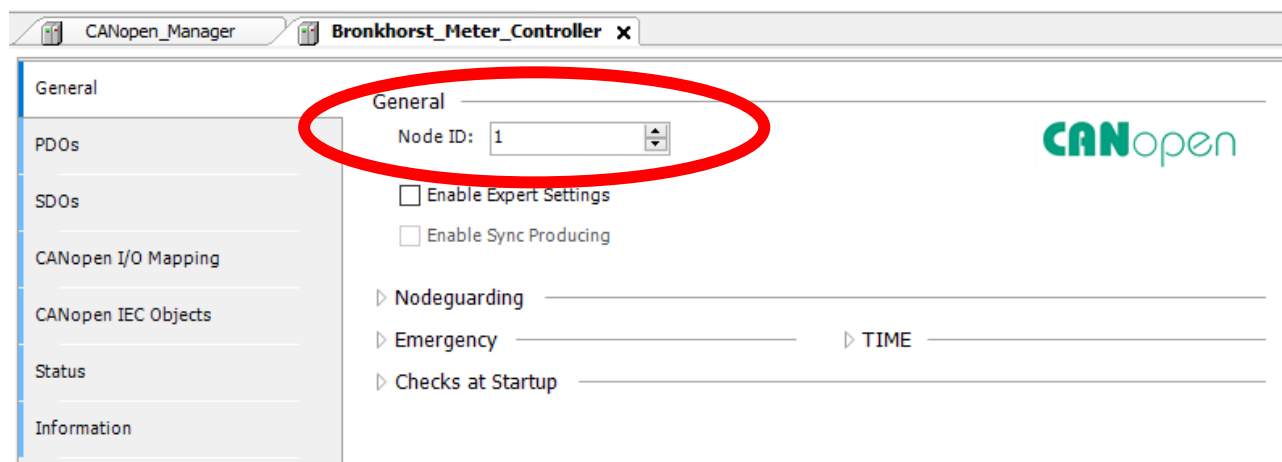 CANopen_Manager
Bronkhorst_Meter_Controller
General
PDOs
SDOs
CANopen I/O Mapping
CANopen IEC Objects
Status
Information
General
Node ID: 1
CANopen
Enable Expert Settings
Enable Sync Producing
Nodeguarding
Emergency
TIME
Checks at Startup